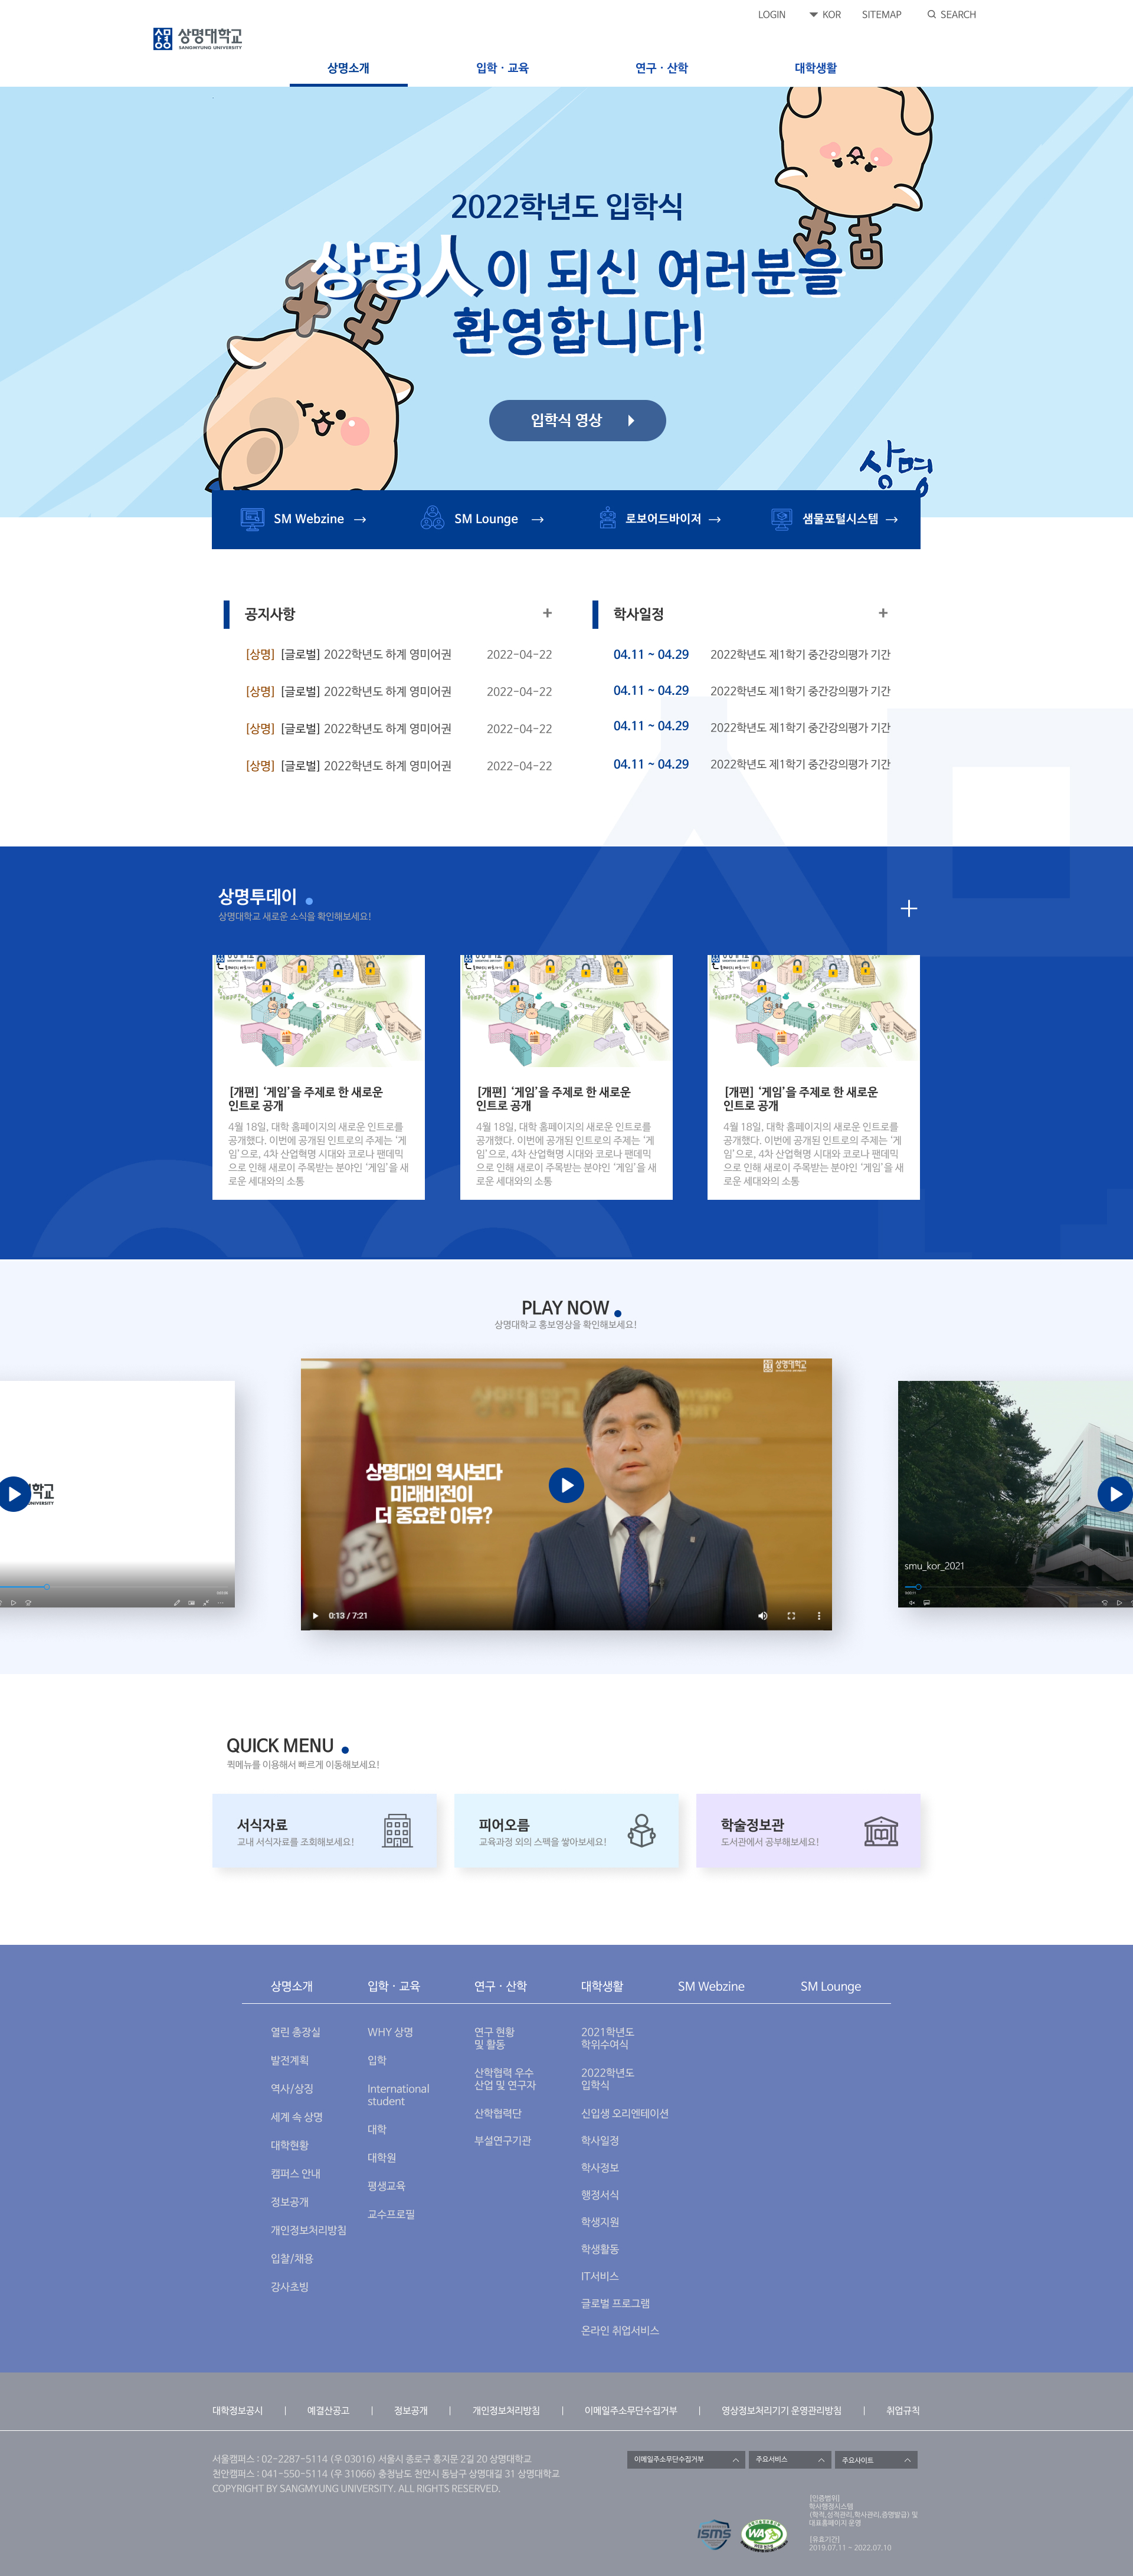 LOGIN KOR SITEMAP SEARCH
상명대학교
SANGMYUNG UNIVERSITY
상명소개 입학 · 교육 연구 · 산학 대학생활
2022학년도 입학식
상명人이 되신 여러분을
환영합니다!
입학식 영상
상명
SM Webzine SM Lounge 로보어드바이저 샘물포털시스템
공지사항 +
[상명] [글로벌] 2022학년도 하계 영미어권 2022-04-22
[상명] [글로벌] 2022학년도 하계 영미어권 2022-04-22
[상명] [글로벌] 2022학년도 하계 영미어권 2022-04-22
[상명] [글로벌] 2022학년도 하계 영미어권 2022-04-22
학사일정 +
04.11 ~ 04.29 2022학년도 제1학기 중간강의평가 기간
04.11 ~ 04.29 2022학년도 제1학기 중간강의평가 기간
04.11 ~ 04.29 2022학년도 제1학기 중간강의평가 기간
04.11 ~ 04.29 2022학년도 제1학기 중간강의평가 기간
상명투데이
상명대학교 새로운 소식을 확인해보세요!
[개편] ‘게임’을 주제로 한 새로운
인트로 공개
4월 18일, 대학 홈페이지의 새로운 인트로를
공개했다. 이번에 공개된 인트로의 주제는 ‘게
임’으로, 4차 산업혁명 시대와 코로나 팬데믹
으로 인해 새로이 주목받는 분야인 ‘게임’을 새
로운 세대와의 소통
[개편] ‘게임’을 주제로 한 새로운
인트로 공개
4월 18일, 대학 홈페이지의 새로운 인트로를
공개했다. 이번에 공개된 인트로의 주제는 ‘게
임’으로, 4차 산업혁명 시대와 코로나 팬데믹
으로 인해 새로이 주목받는 분야인 ‘게임’을 새
로운 세대와의 소통
[개편] ‘게임’을 주제로 한 새로운
인트로 공개
4월 18일, 대학 홈페이지의 새로운 인트로를
공개했다. 이번에 공개된 인트로의 주제는 ‘게
임’으로, 4차 산업혁명 시대와 코로나 팬데믹
으로 인해 새로이 주목받는 분야인 ‘게임’을 새
로운 세대와의 소통
PLAY NOW
상명대학교 홍보영상을 확인해보세요!
학교
UNIVERSITY
상명대학교
상명대의 역사보다
미래비전이
더 중요한 이유?
0:13 / 7:21
smu_kor_2021
QUICK MENU
퀵메뉴를 이용해서 빠르게 이동해보세요!
서식자료
교내 서식자료를 조회해보세요!
피어오름
교육과정 외의 스펙을 쌓아보세요!
학술정보관
도서관에서 공부해보세요!
상명소개
열린 총장실
발전계획
역사/상징
세계 속 상명
대학현황
캠퍼스 안내
정보공개
개인정보처리방침
입찰/채용
강사초빙
입학 · 교육
WHY 상명
입학
International
student
대학
대학원
평생교육
교수프로필
연구 · 산학
연구 현황
및 활동
산학협력 우수
산업 및 연구자
산학협력단
부설연구기관
대학생활
2021학년도
학위수여식
2022학년도
입학식
신입생 오리엔테이션
학사일정
학사정보
행정서식
학생지원
학생활동
IT서비스
글로벌 프로그램
온라인 취업서비스
SM Webzine
SM Lounge
대학정보공시 | 예결산공고 | 정보공개 | 개인정보처리방침 | 이메일주소무단수집거부 | 영상정보처리기기 운영관리방침 | 취업규칙
서울캠퍼스 : 02-2287-5114 (우 03016) 서울시 종로구 홍지문 2길 20 상명대학교
천안캠퍼스 : 041-550-5114 (우 31066) 충청남도 천안시 동남구 상명대길 31 상명대학교
COPYRIGHT BY SANGMYUNG UNIVERSITY. ALL RIGHTS RESERVED.
이메일주소무단수집거부 주요서비스 주요사이트
ISMS
WA
[인증범위]
학사행정시스템
(학적,성적관리,학사관리,증명발급) 및
대표홈페이지 운영
[유효기간]
2019.07.11 ~ 2022.07.10